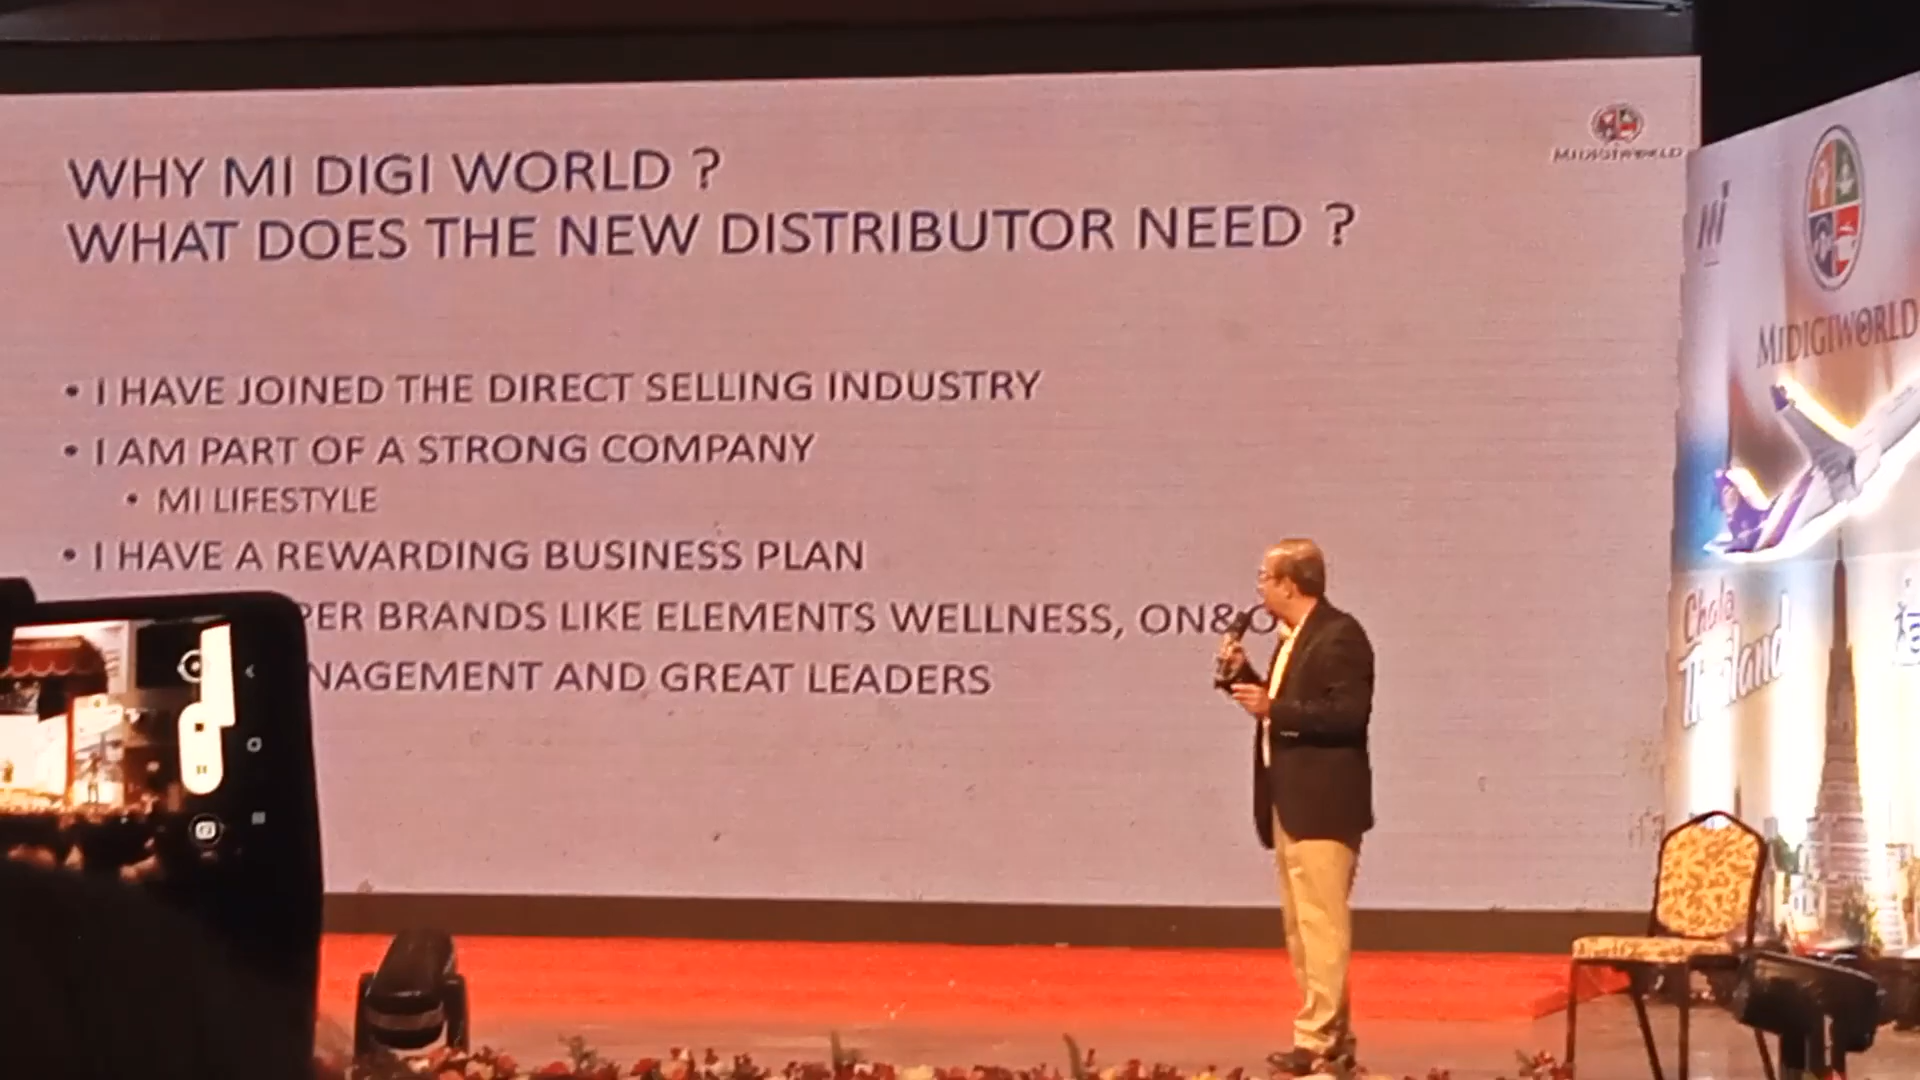 WHY MI DIGI WORLD ?
WHAT DOES THE NEW DISTRIBUTOR NEED ?
• I HAVE JOINED THE DIRECT SELLING INDUSTRY
• I AM PART OF A STRONG COMPANY
• MI LIFESTYLE
• I HAVE A REWARDING BUSINESS PLAN
PER BRANDS LIKE ELEMENTS WELLNESS, ON&O
NAGEMENT AND GREAT LEADERS
MIDIGIWORLD
Mi
MIDIGIWORLD
Chalo
Thailand